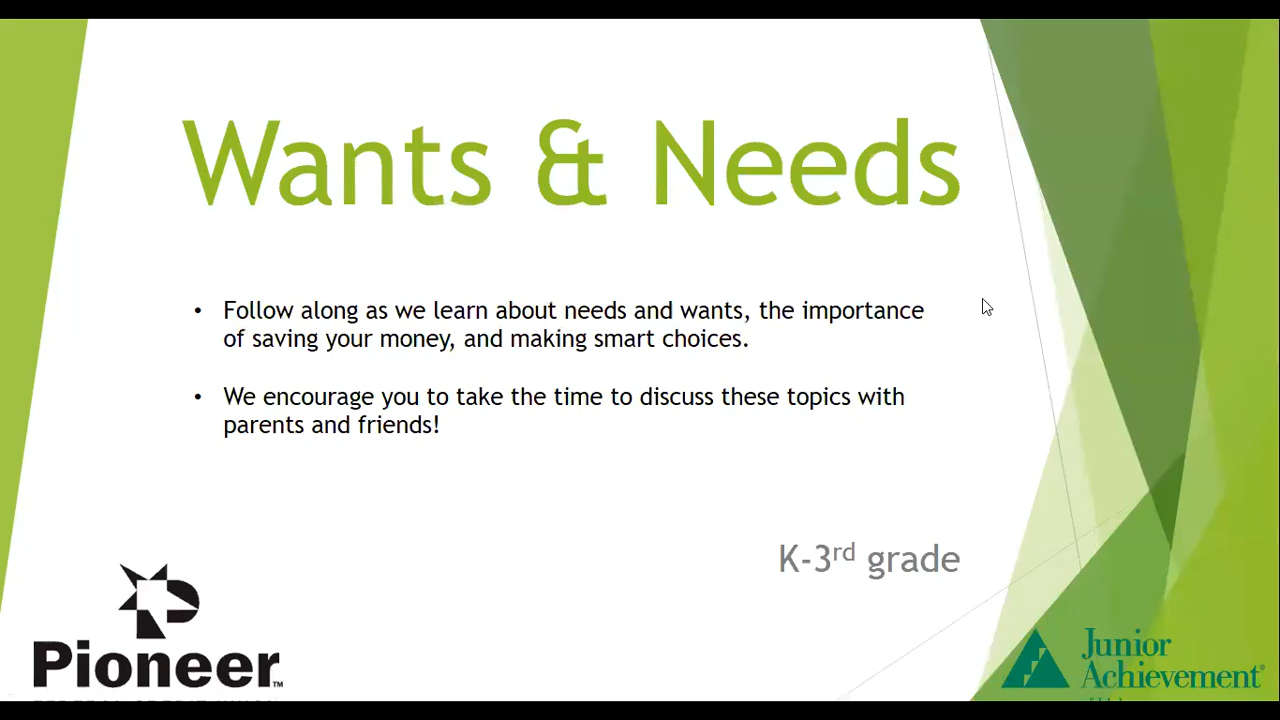 Wants & Needs
• Follow along as we learn about needs and wants, the importance
of saving your money, and making smart choices.
• We encourage you to take the time to discuss these topics with
parents and friends!
K-3rd grade
Pioneer™
Junior
Achievement®